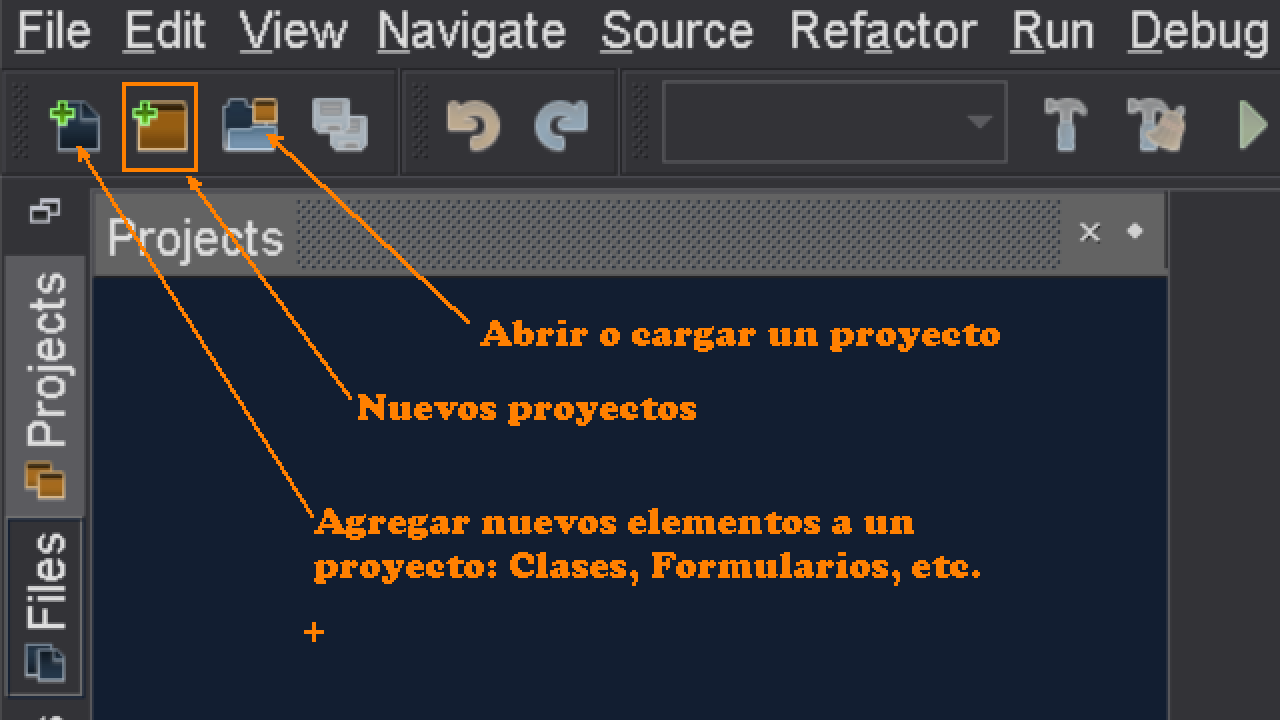 File Edit View Navigate Source Refactor Run Debug
Projects
Projects
Files
Abrir o cargar un proyecto
Nuevos proyectos
Agregar nuevos elementos a un
proyecto: Clases, Formularios, etc.